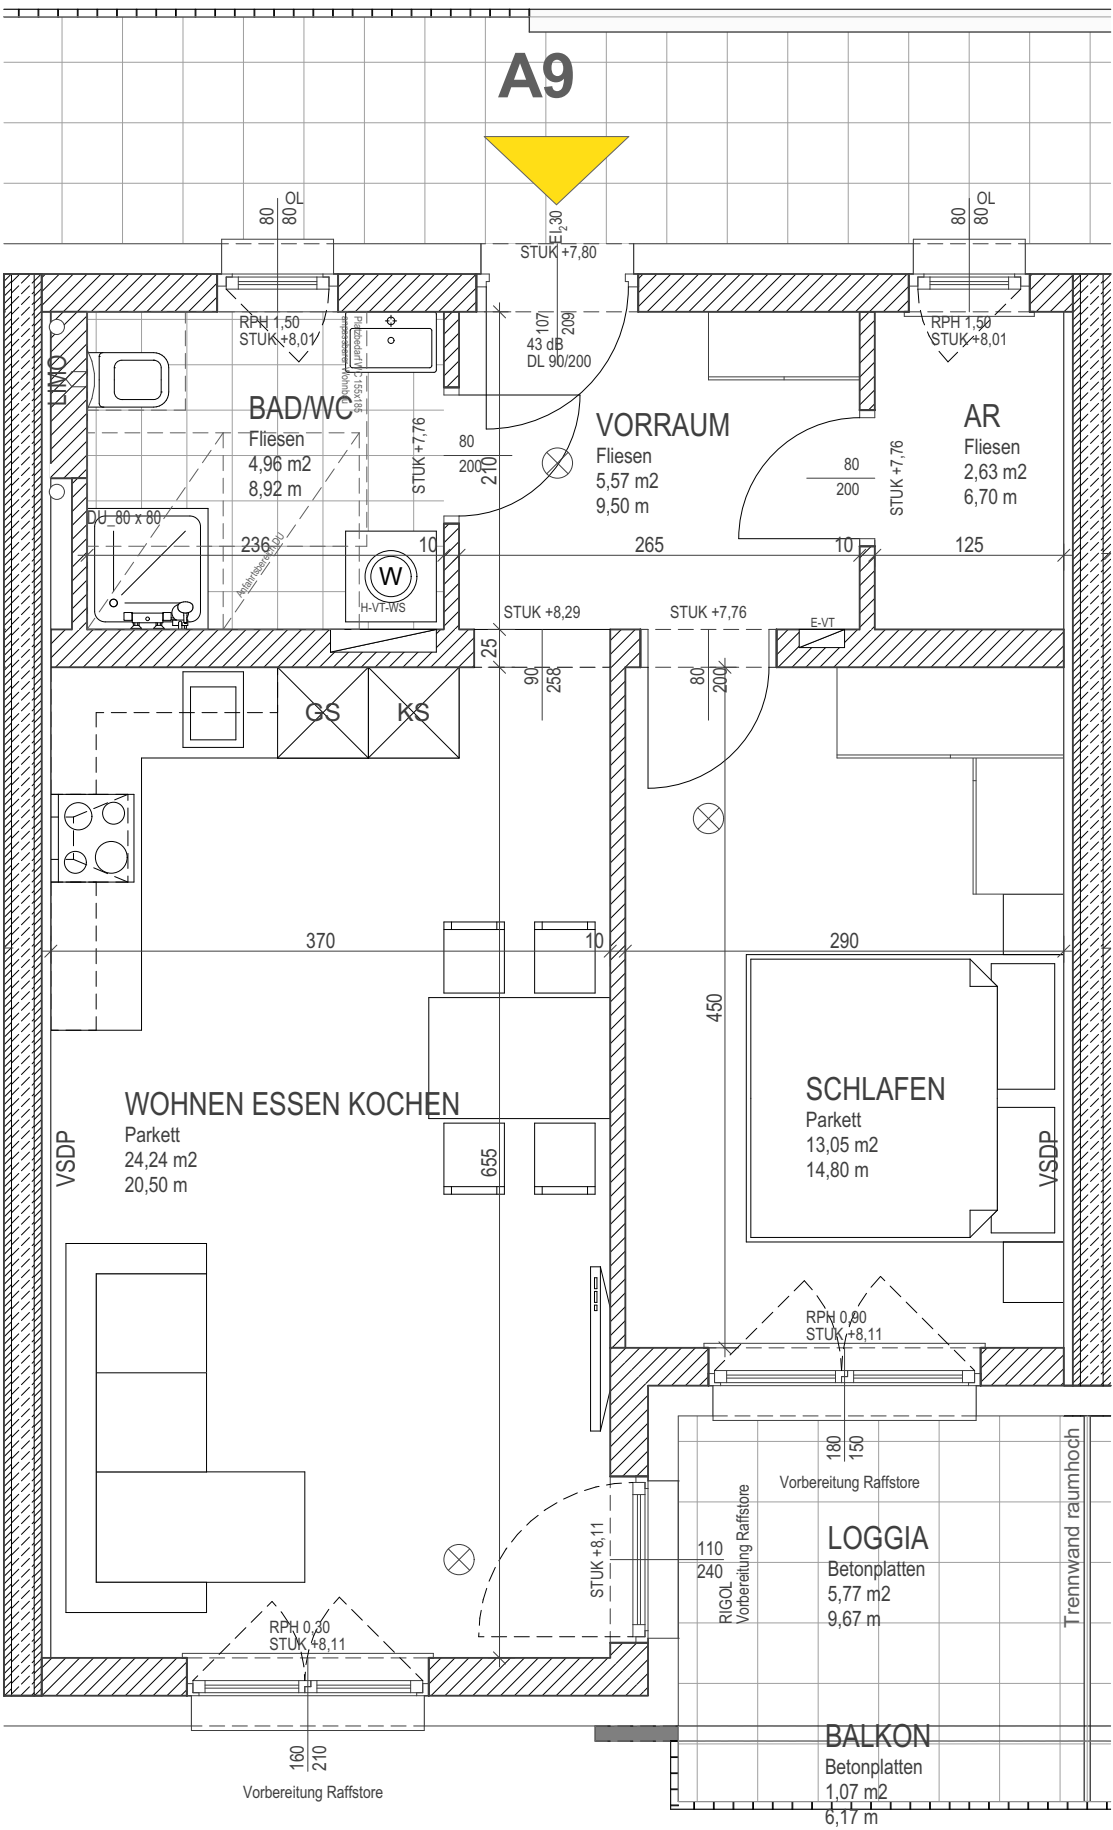 A9
80
80
OL
EI₂30
STUK +7,80
80
80
OL
RPH 1,50
STUK +8,01
Platzbedarf WC 155x185
anpassbarer Wohnbau
107
209
43 dB
DL 90/200
RPH 1,50
STUK +8,01
LIMO
BAD/WC
Fliesen
4,96 m2
8,92 m
STUK +7,76
80
200
210
VORRAUM
Fliesen
5,57 m2
9,50 m
80
200
STUK +7,76
AR
Fliesen
2,63 m2
6,70 m
DU_80 x 80
Anfahrtsbereich DU
236
10
265
10
125
W
H-VT-WS
STUK +8,29
STUK +7,76
E-VT
25
90
258
80
200
GS
KS
370
10
290
450
WOHNEN ESSEN KOCHEN
Parkett
24,24 m2
20,50 m
VSDP
655
SCHLAFEN
Parkett
13,05 m2
14,80 m
VSDP
RPH 0,90
STUK +8,11
180
150
Vorbereitung Raffstore
STUK +8,11
110
240
RIGOL
Vorbereitung Raffstore
LOGGIA
Betonplatten
5,77 m2
9,67 m
Trennwand raumhoch
RPH 0,30
STUK +8,11
160
210
Vorbereitung Raffstore
BALKON
Betonplatten
1,07 m2
6,17 m